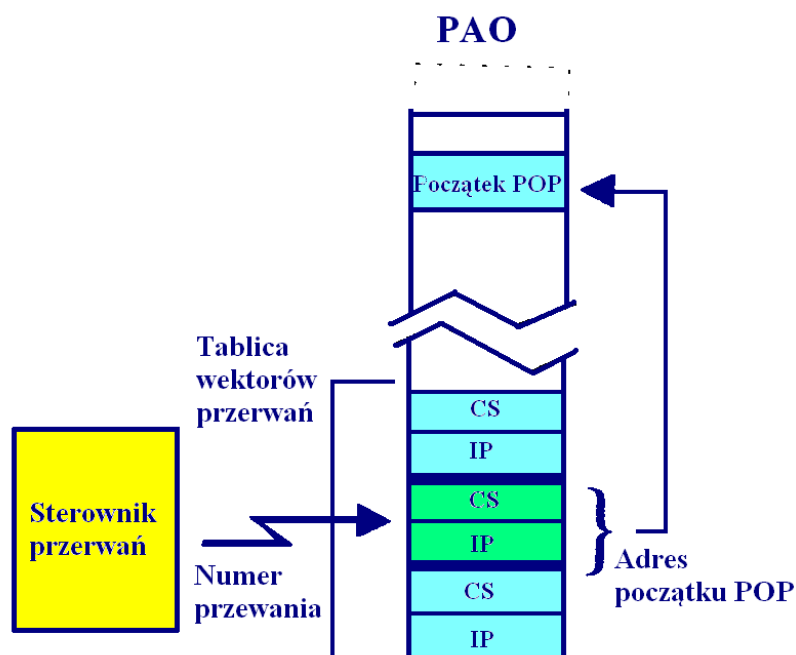 PAO
Początek POP
Tablica
wektorów
przerwań
CS
IP
Sterownik
przerwań
CS
IP
Numer
przewania
Adres
początku POP
CS
IP